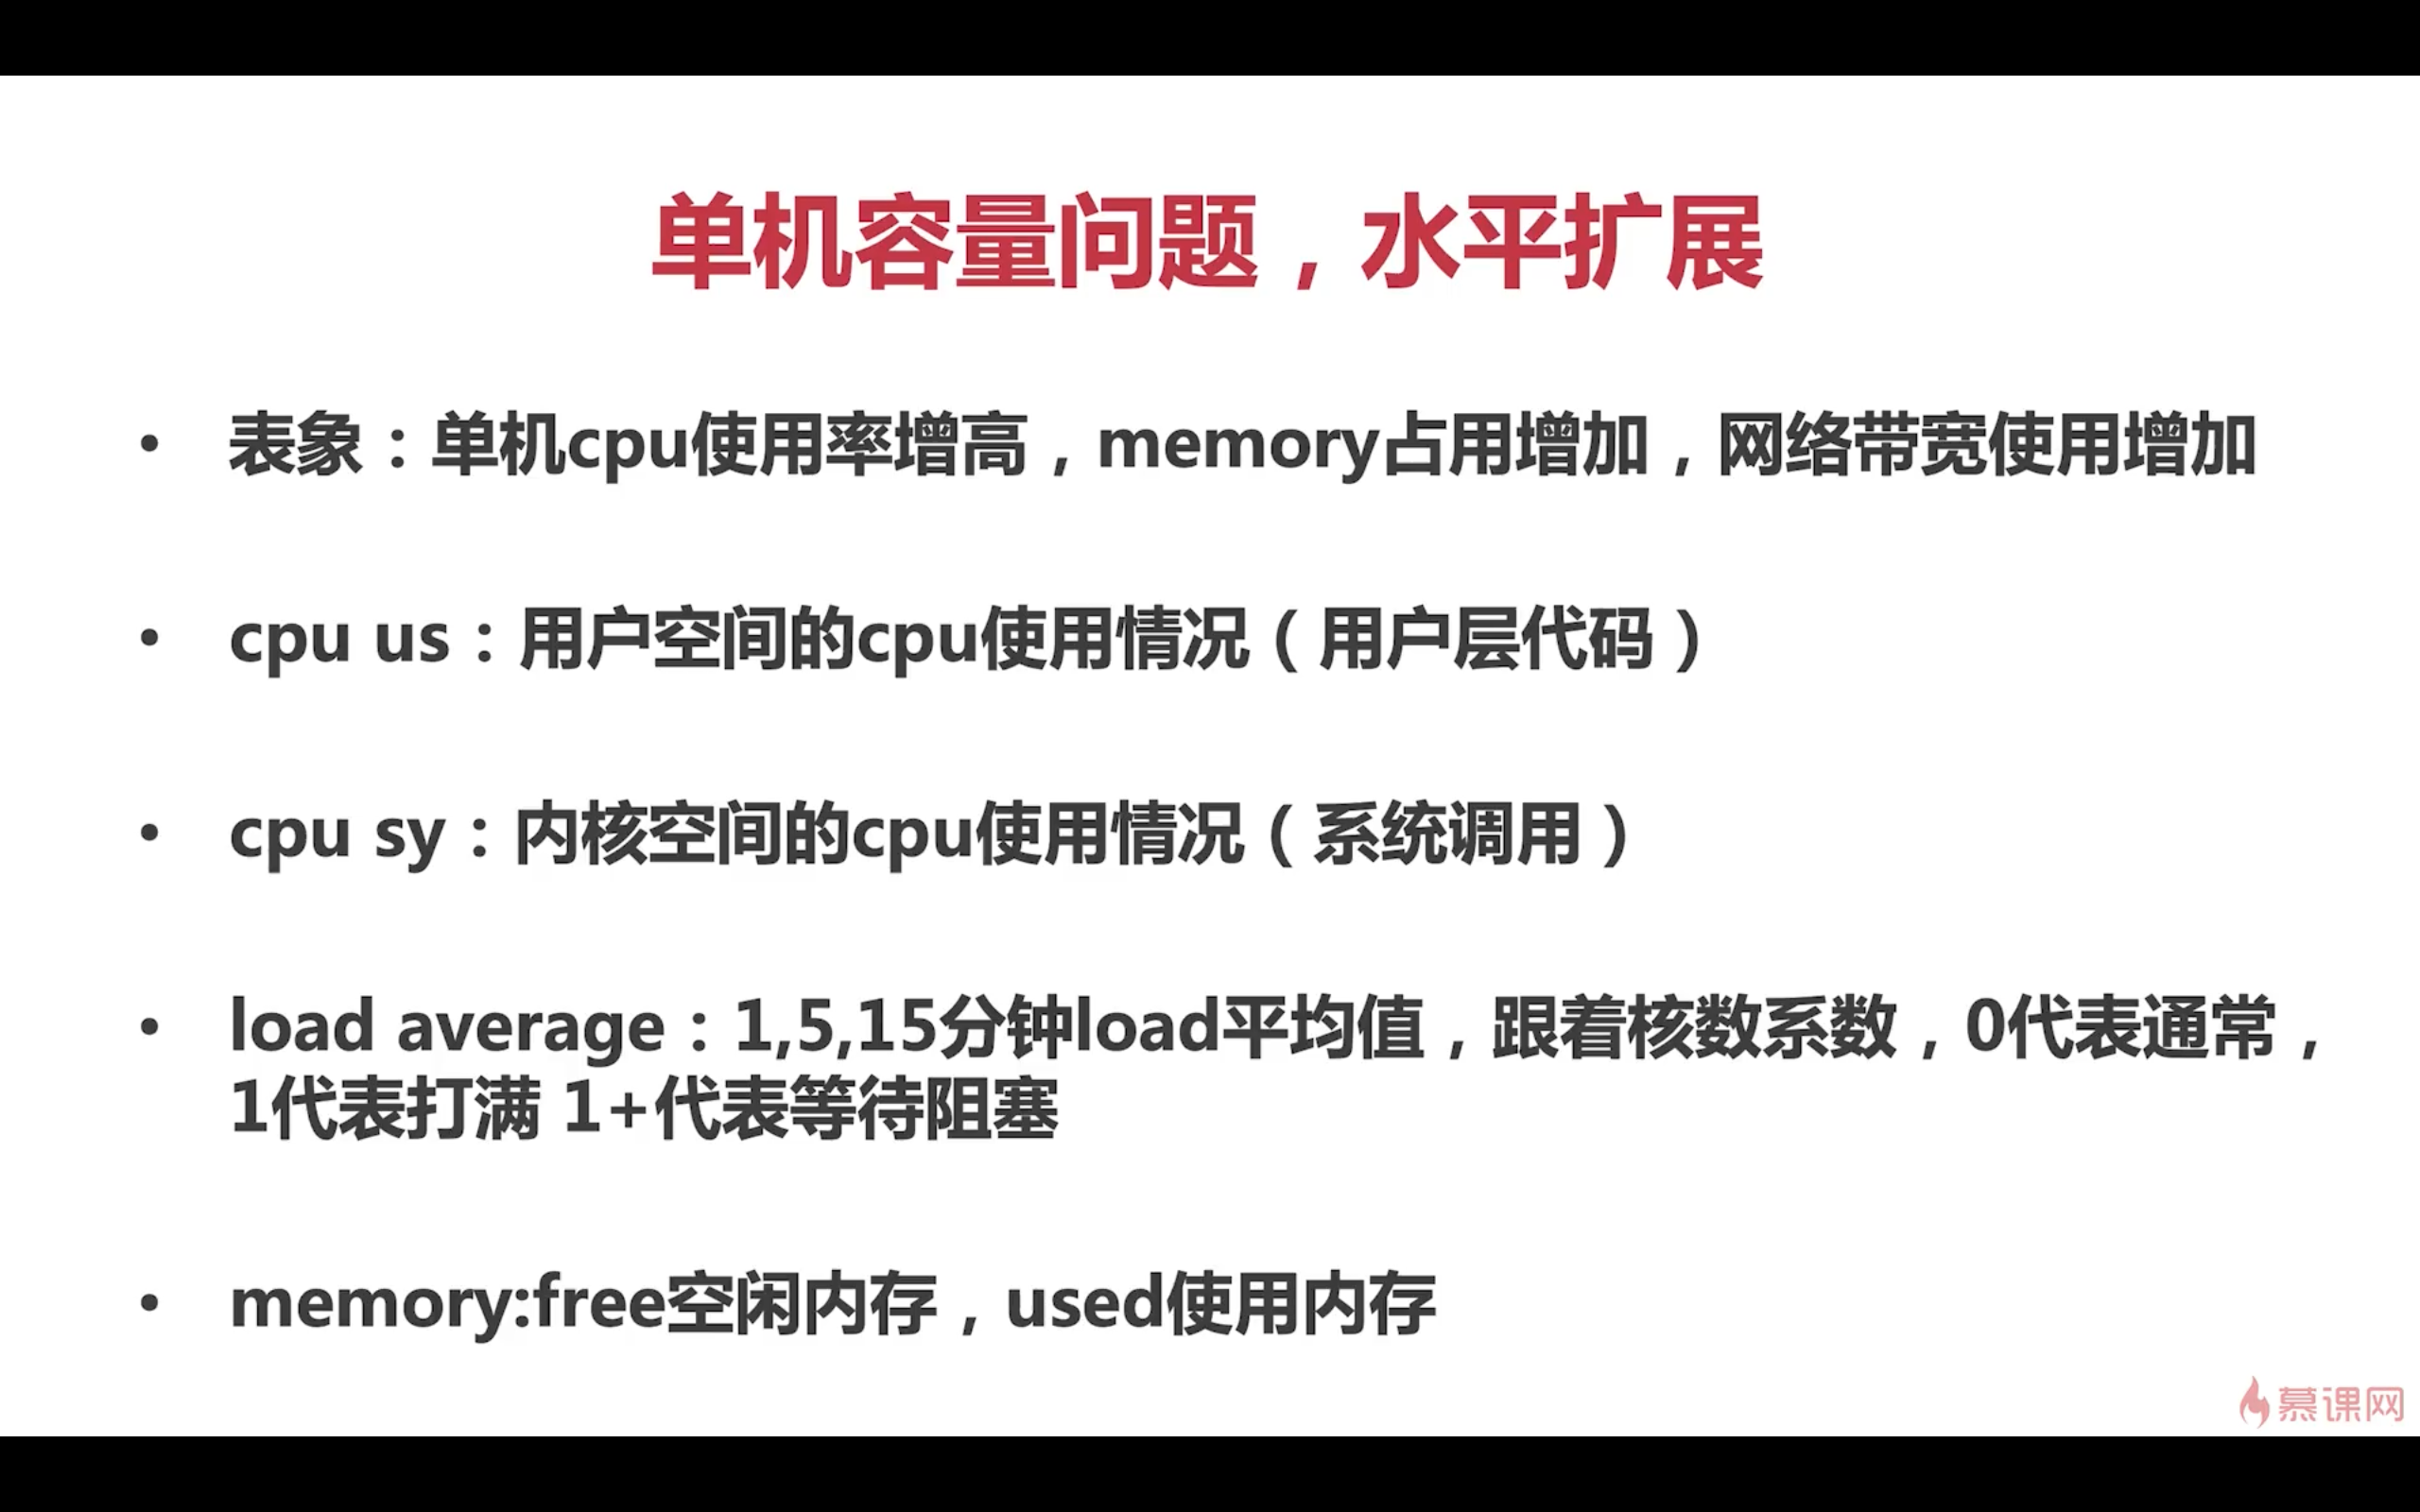 单机容量问题，水平扩展
• 表象：单机cpu使用率增高，memory占用增加，网络带宽使用增加
• cpu us：用户空间的cpu使用情况（用户层代码）
• cpu sy：内核空间的cpu使用情况（系统调用）
• load average：1,5,15分钟load平均值，跟着核数系数，0代表通常，
1代表打满 1+代表等待阻塞
• memory:free空闲内存，used使用内存
慕课网